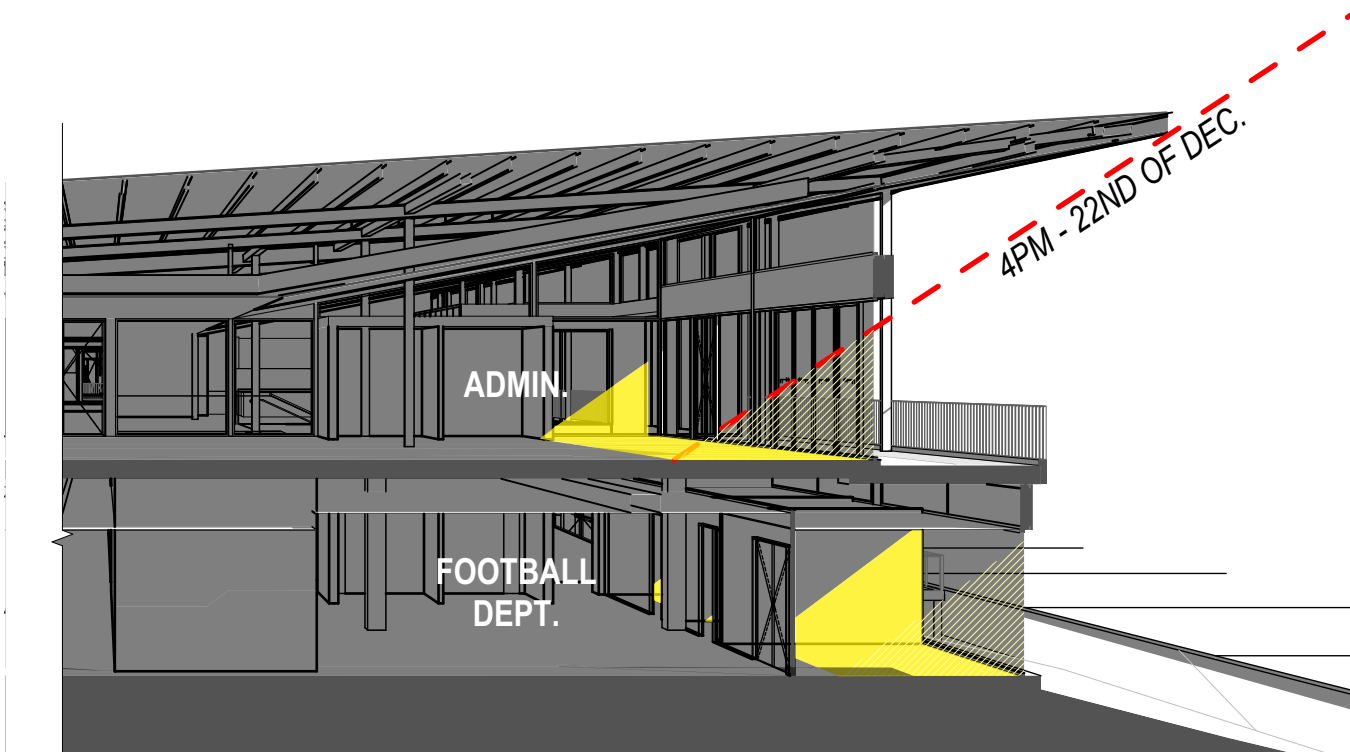 4PM - 22ND OF DEC.
ADMIN.
FOOTBALL
DEPT.